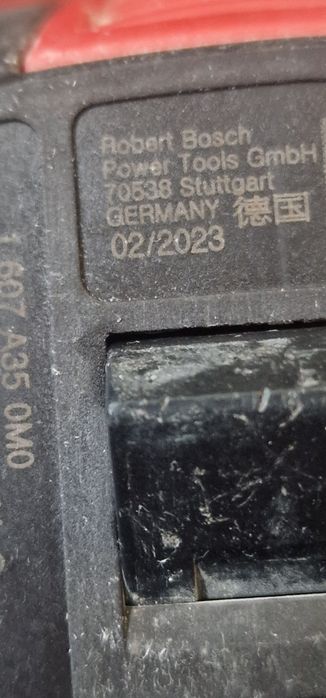 Robert Bosch
Power Tools GmbH
70538 Stuttgart
GERMANY 德国
02/2023
1 607 A35 0M0